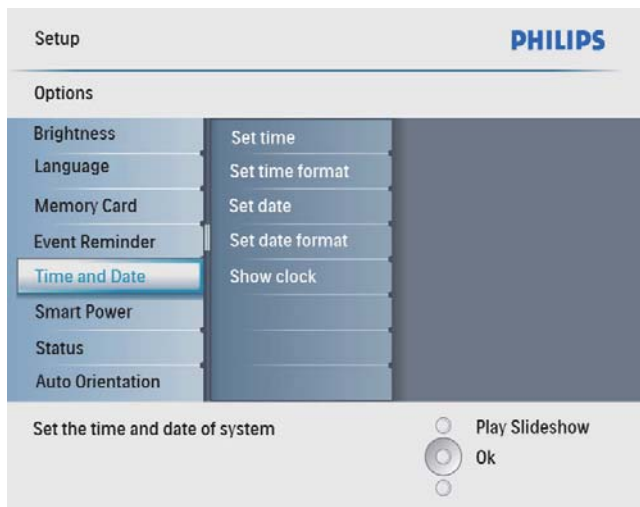 Setup
PHILIPS
Options
Brightness
Language
Memory Card
Event Reminder
Time and Date
Smart Power
Status
Auto Orientation
Set time
Set time format
Set date
Set date format
Show clock
Set the time and date of system
Play Slideshow
Ok